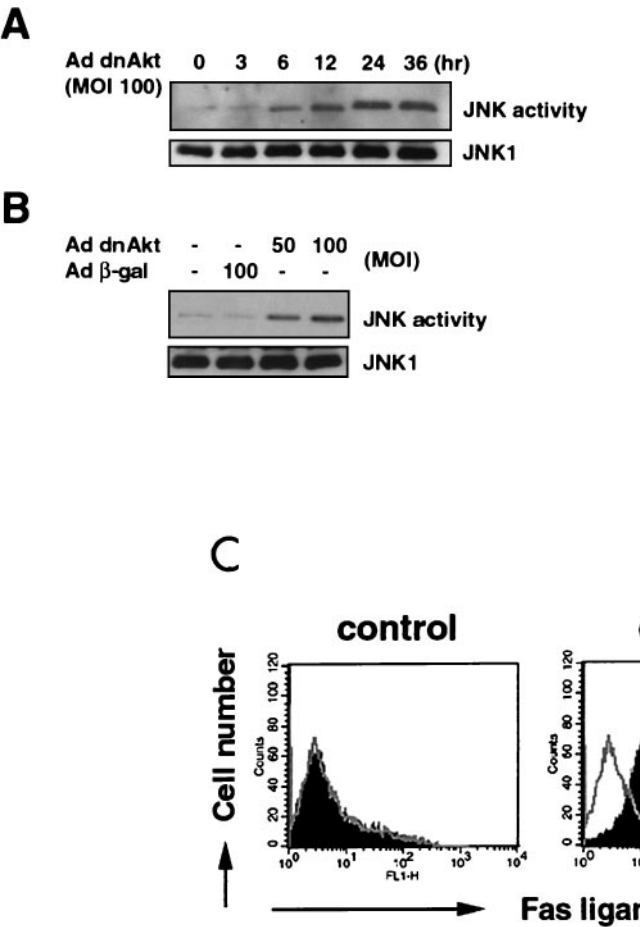 A
Ad dnAkt 0 3 6 12 24 36 (hr)
(MOI 100)
JNK activity
JNK1
B
Ad dnAkt - - 50 100
Ad β-gal - 100 - -
(MOI)
JNK activity
JNK1
C
control
Cell number
Counts
0 20 40 60 80 100 120
10⁰ 10¹ 10² 10³ 10⁴
FL1-H
Counts
0 20 40 60 80 100 120
10⁰
Fas